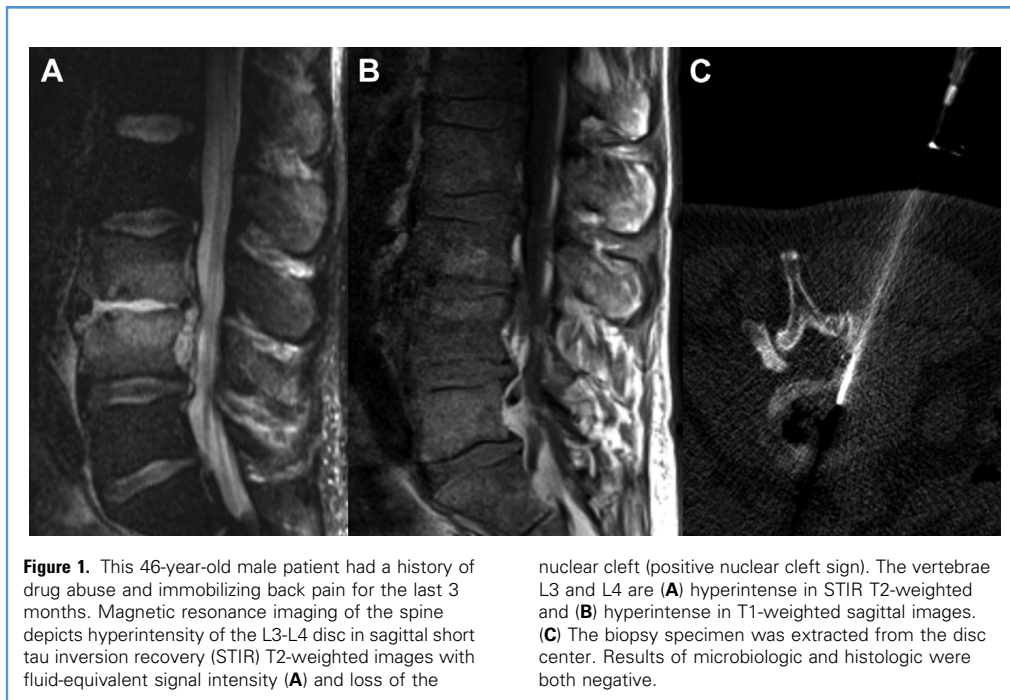 A
B
C
Figure 1. This 46-year-old male patient had a history of
drug abuse and immobilizing back pain for the last 3
months. Magnetic resonance imaging of the spine
depicts hyperintensity of the L3-L4 disc in sagittal short
tau inversion recovery (STIR) T2-weighted images with
fluid-equivalent signal intensity (A) and loss of the
nuclear cleft (positive nuclear cleft sign). The vertebrae
L3 and L4 are (A) hyperintense in STIR T2-weighted
and (B) hyperintense in T1-weighted sagittal images.
(C) The biopsy specimen was extracted from the disc
center. Results of microbiologic and histologic were
both negative.